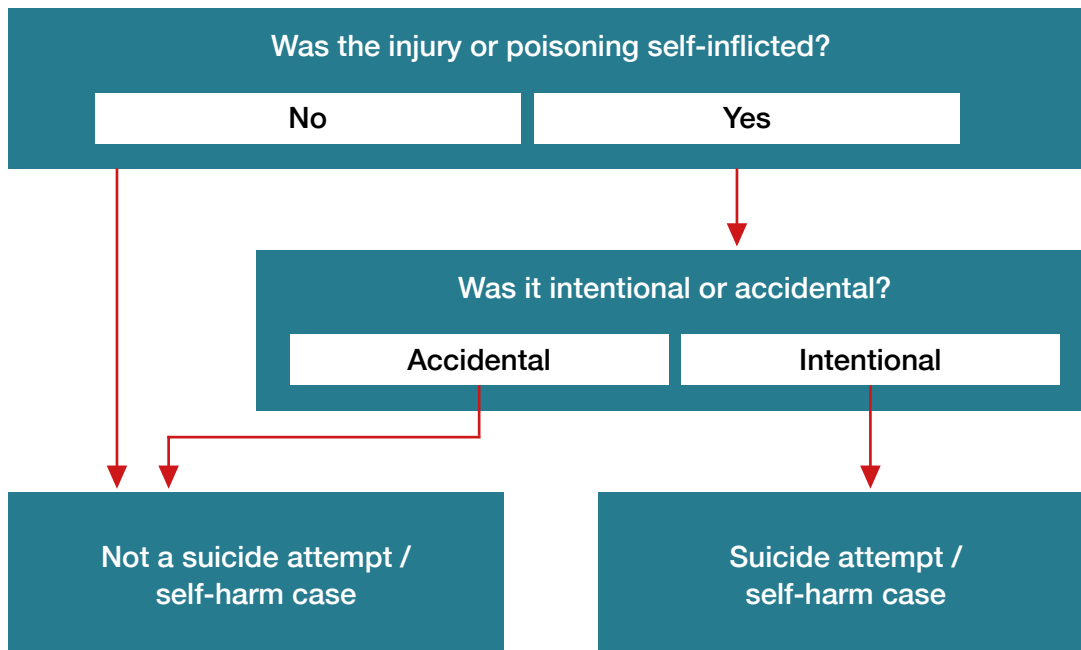 Was the injury or poisoning self-inflicted?
No
Yes
Was it intentional or accidental?
Accidental
Intentional
Not a suicide attempt /
self-harm case
Suicide attempt /
self-harm case